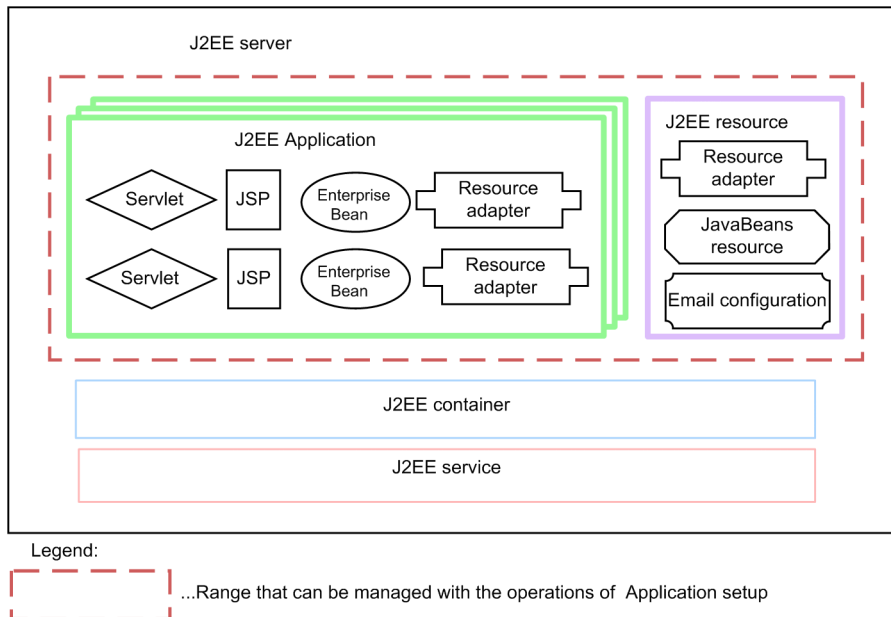 J2EE server
J2EE Application
Servlet
JSP
Enterprise
Bean
Resource
adapter
Servlet
JSP
Enterprise
Bean
Resource
adapter
J2EE resource
Resource
adapter
JavaBeans
resource
Email configuration
J2EE container
J2EE service
Legend:
...Range that can be managed with the operations of Application setup